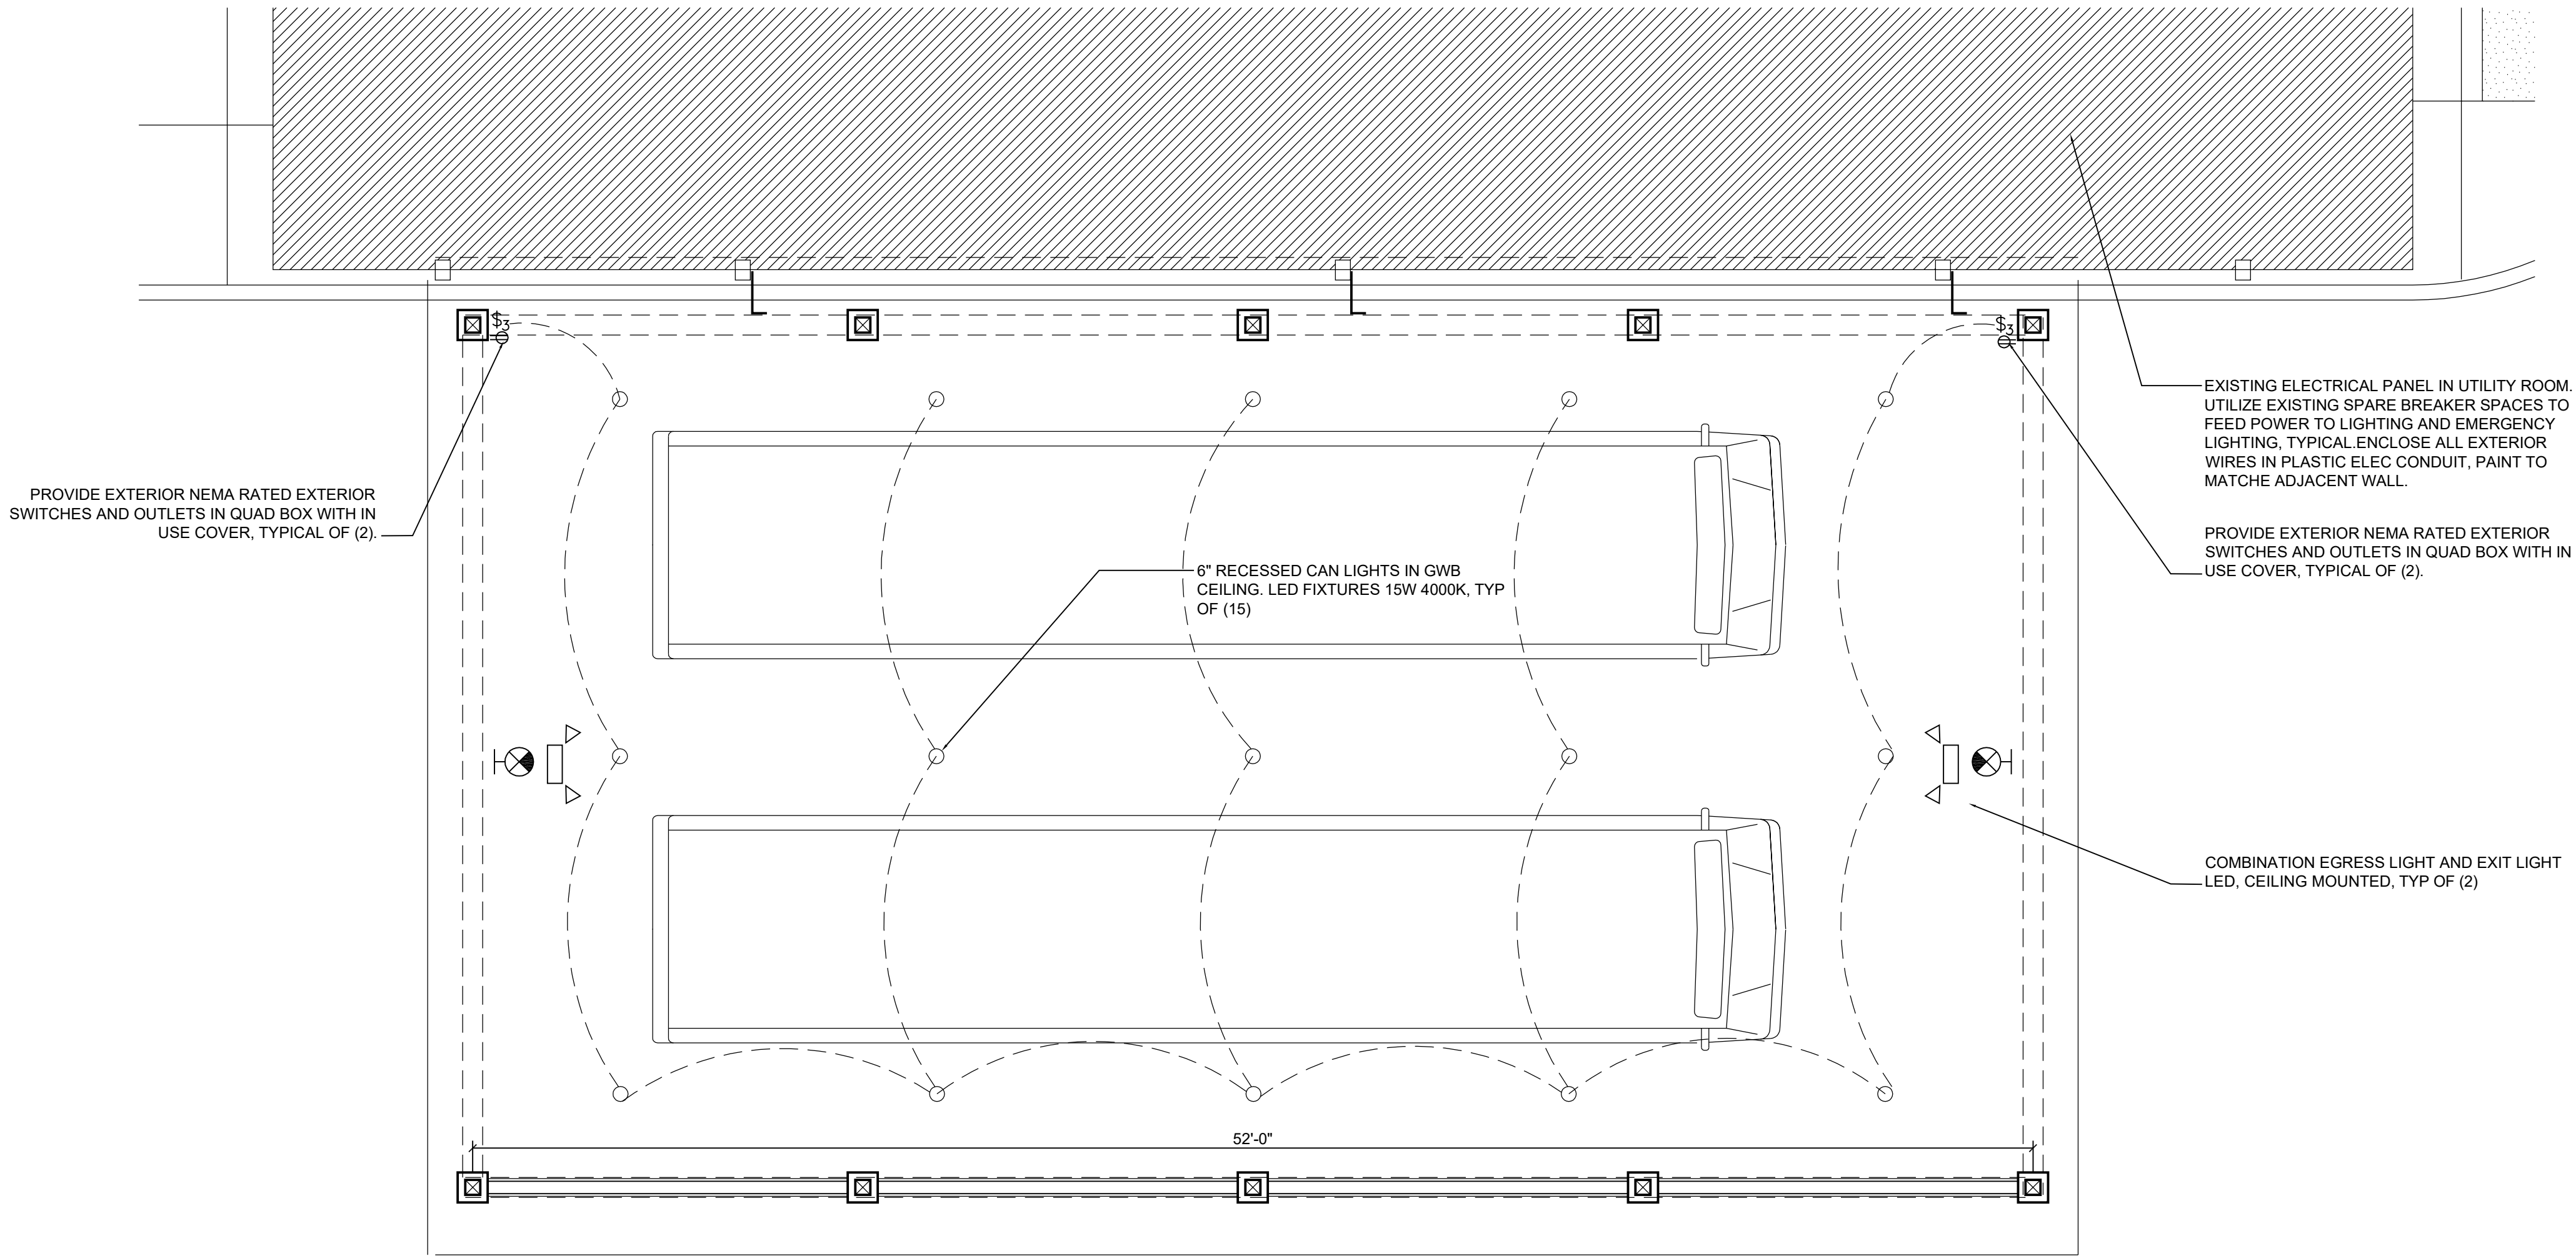 $3
$3
EXISTING ELECTRICAL PANEL IN UTILITY ROOM.
UTILIZE EXISTING SPARE BREAKER SPACES TO
FEED POWER TO LIGHTING AND EMERGENCY
LIGHTING, TYPICAL.ENCLOSE ALL EXTERIOR
WIRES IN PLASTIC ELEC CONDUIT, PAINT TO
MATCHE ADJACENT WALL.
PROVIDE EXTERIOR NEMA RATED EXTERIOR
SWITCHES AND OUTLETS IN QUAD BOX WITH IN
USE COVER, TYPICAL OF (2).
PROVIDE EXTERIOR NEMA RATED EXTERIOR
SWITCHES AND OUTLETS IN QUAD BOX WITH IN
USE COVER, TYPICAL OF (2).
6" RECESSED CAN LIGHTS IN GWB
CEILING. LED FIXTURES 15W 4000K, TYP
OF (15)
COMBINATION EGRESS LIGHT AND EXIT LIGHT
LED, CEILING MOUNTED, TYP OF (2)
52'-0"